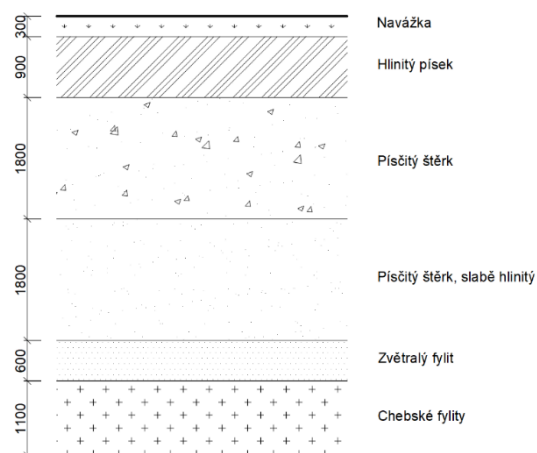 300 Navážka
900 Hlinitý písek
1800 Písčitý štěrk
1800 Písčitý štěrk, slabě hlinitý
600 Zvětralý fylit
1100 Chebské fylity